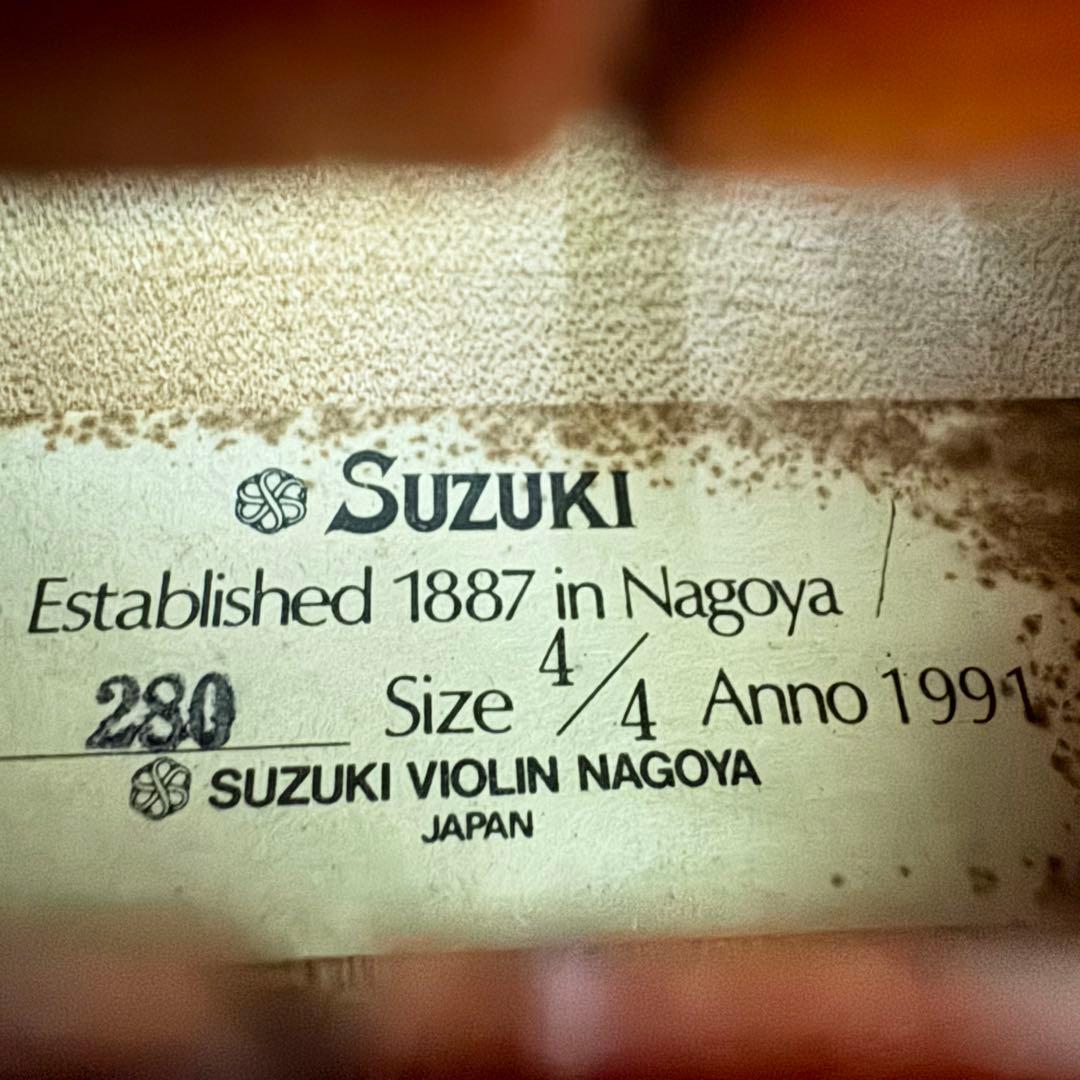 SUZUKI
Established 1887 in Nagoya
280 Size 4/4 Anno 1991
SUZUKI VIOLIN NAGOYA
JAPAN